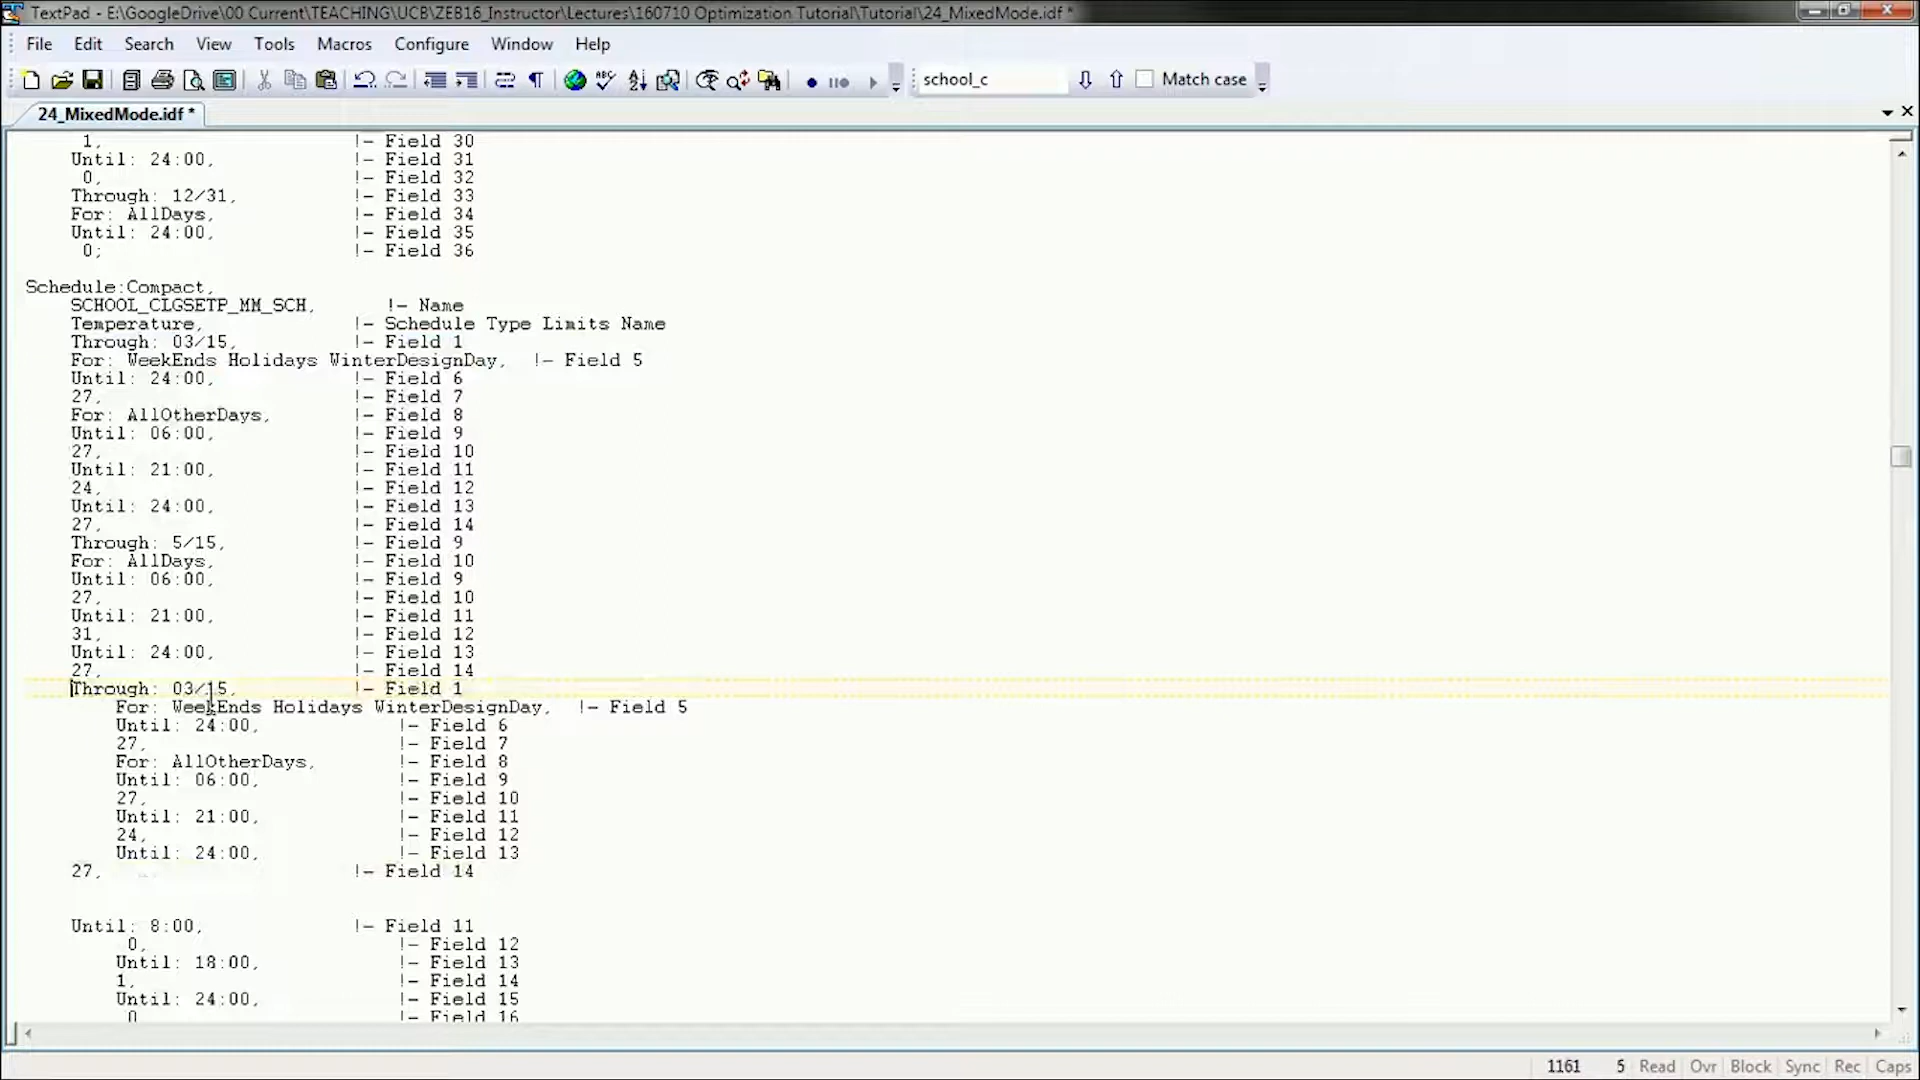 TextPad - E:\GoogleDrive\00 Current\TEACHING\UCB\ZEB16_Instructor\Lectures\160710 Optimization Tutorial\Tutorial\24_MixedMode.idf *
File Edit Search View Tools Macros Configure Window Help
school_c Match case
24_MixedMode.idf *
1, !- Field 30
Until: 24:00, !- Field 31
0, !- Field 32
Through: 12/31, !- Field 33
For: AllDays, !- Field 34
Until: 24:00, !- Field 35
0; !- Field 36
Schedule:Compact,
SCHOOL_CLGSETP_MM_SCH, !- Name
Temperature, !- Schedule Type Limits Name
Through: 03/15, !- Field 1
For: WeekEnds Holidays WinterDesignDay, !- Field 5
Until: 24:00, !- Field 6
27, !- Field 7
For: AllOtherDays, !- Field 8
Until: 06:00, !- Field 9
27, !- Field 10
Until: 21:00, !- Field 11
24, !- Field 12
Until: 24:00, !- Field 13
27, !- Field 14
Through: 5/15, !- Field 9
For: AllDays, !- Field 10
Until: 06:00, !- Field 9
27, !- Field 10
Until: 21:00, !- Field 11
31, !- Field 12
Until: 24:00, !- Field 13
27, !- Field 14
Through: 03/15, !- Field 1
For: WeekEnds Holidays WinterDesignDay, !- Field 5
Until: 24:00, !- Field 6
27, !- Field 7
For: AllOtherDays, !- Field 8
Until: 06:00, !- Field 9
27, !- Field 10
Until: 21:00, !- Field 11
24, !- Field 12
Until: 24:00, !- Field 13
27, !- Field 14
Until: 8:00, !- Field 11
0, !- Field 12
Until: 18:00, !- Field 13
1, !- Field 14
Until: 24:00, !- Field 15
0 !- Field 16
1161 5 Read Ovr Block Sync Rec Caps